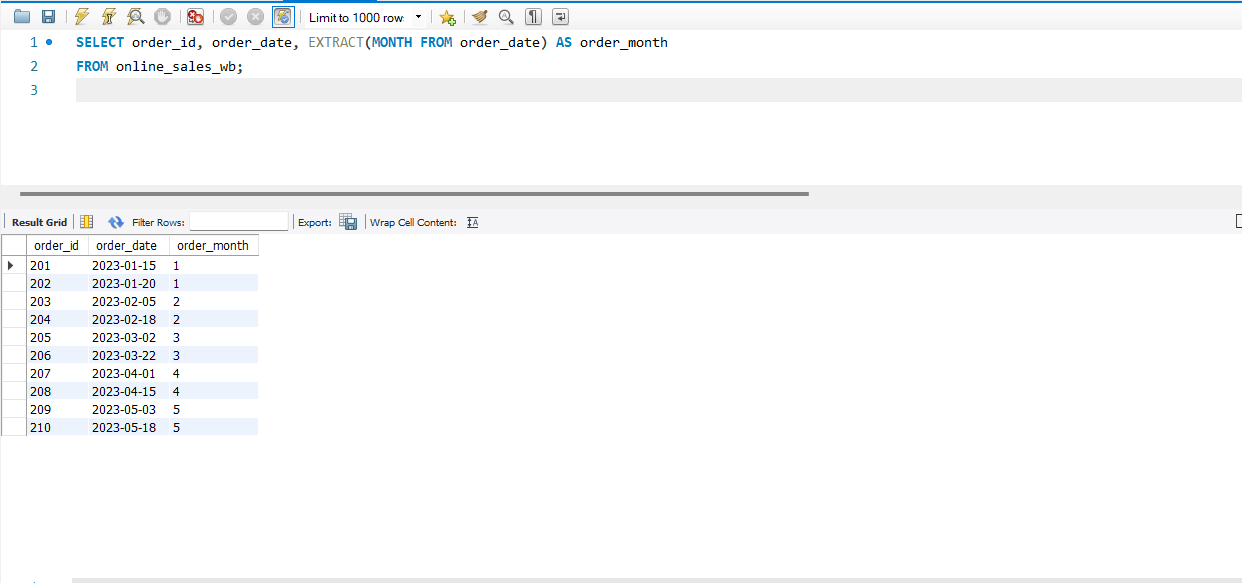 Limit to 1000 row
1 SELECT order_id, order_date, EXTRACT(MONTH FROM order_date) AS order_month
2 FROM online_sales_wb;
3
Result Grid Filter Rows: Export: Wrap Cell Content: IA
order_id order_date order_month
201 2023-01-15 1
202 2023-01-20 1
203 2023-02-05 2
204 2023-02-18 2
205 2023-03-02 3
206 2023-03-22 3
207 2023-04-01 4
208 2023-04-15 4
209 2023-05-03 5
210 2023-05-18 5